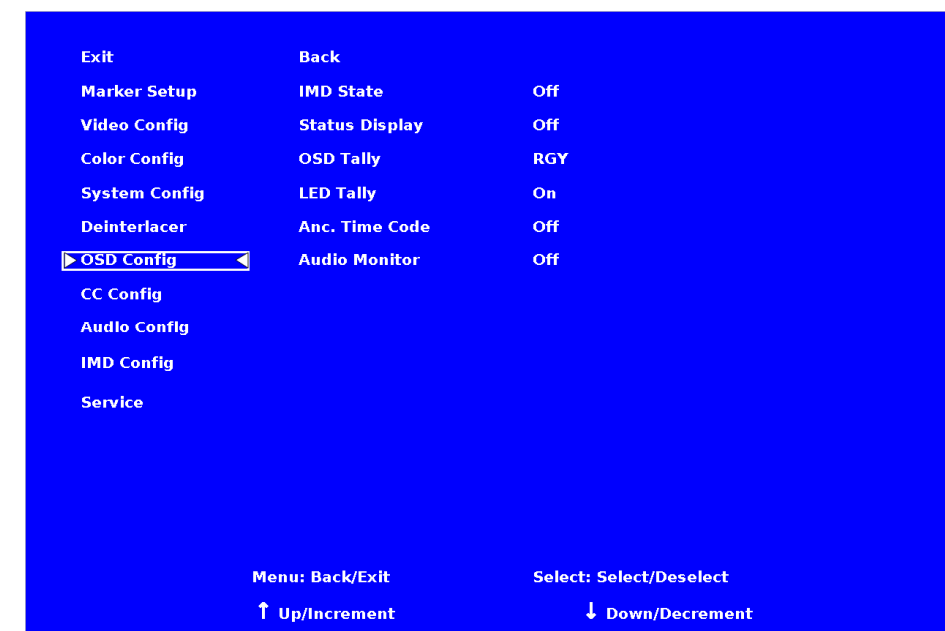 Exit Back
Marker Setup IMD State Off
Video Config Status Display Off
Color Config OSD Tally RGY
System Config LED Tally On
Deinterlacer Anc. Time Code Off
OSD Config Audio Monitor Off
CC Config
Audio Config
IMD Config
Service
Menu: Back/Exit Select: Select/Deselect
↑ Up/Increment ↓ Down/Decrement